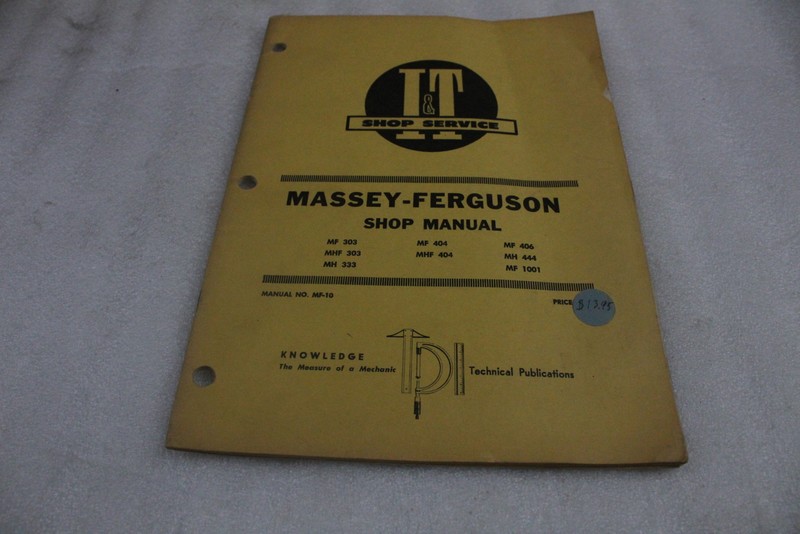 I&T
SHOP SERVICE
MASSEY-FERGUSON
SHOP MANUAL
MF 303 MF 404 MF 406
MHF 303 MHF 404 MH 444
MH 333 MF 1001
MANUAL NO. MF-10 PRICE
$13.95
KNOWLEDGE
The Measure of a Mechanic
Technical Publications